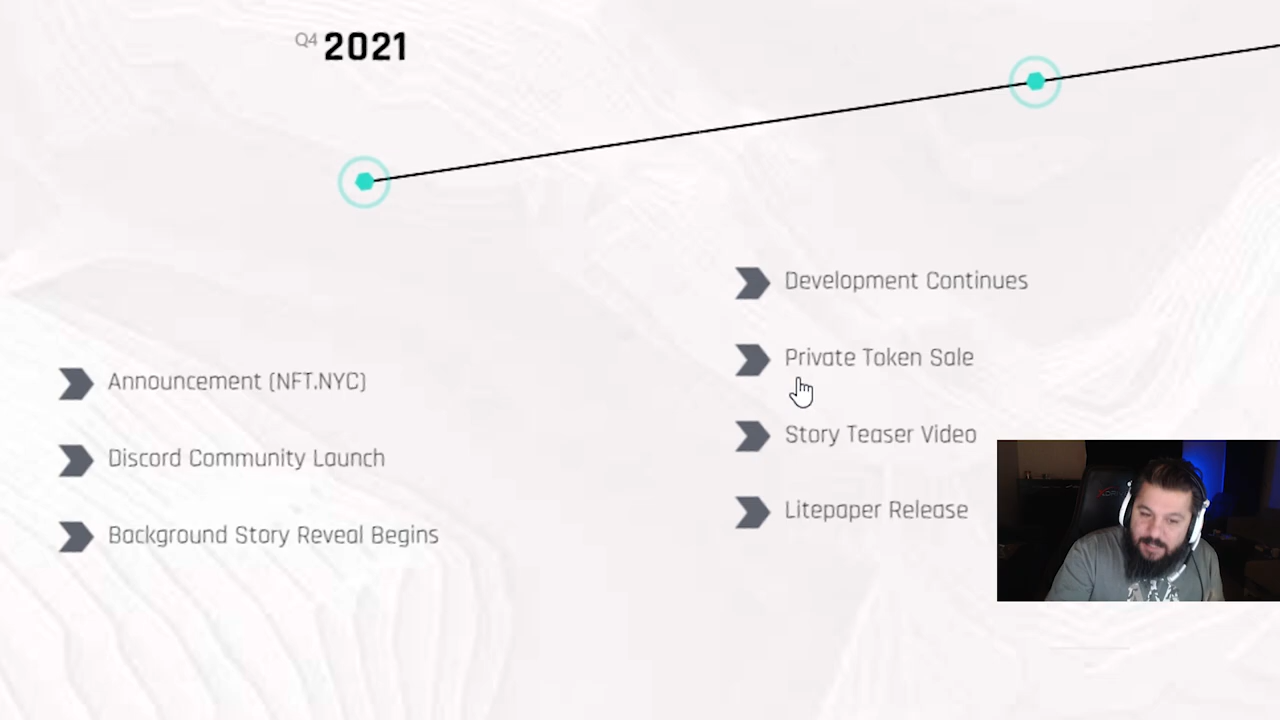 Q4 2021
Announcement (NFT.NYC)
Discord Community Launch
Background Story Reveal Begins
Development Continues
Private Token Sale
Story Teaser Video
Litepaper Release